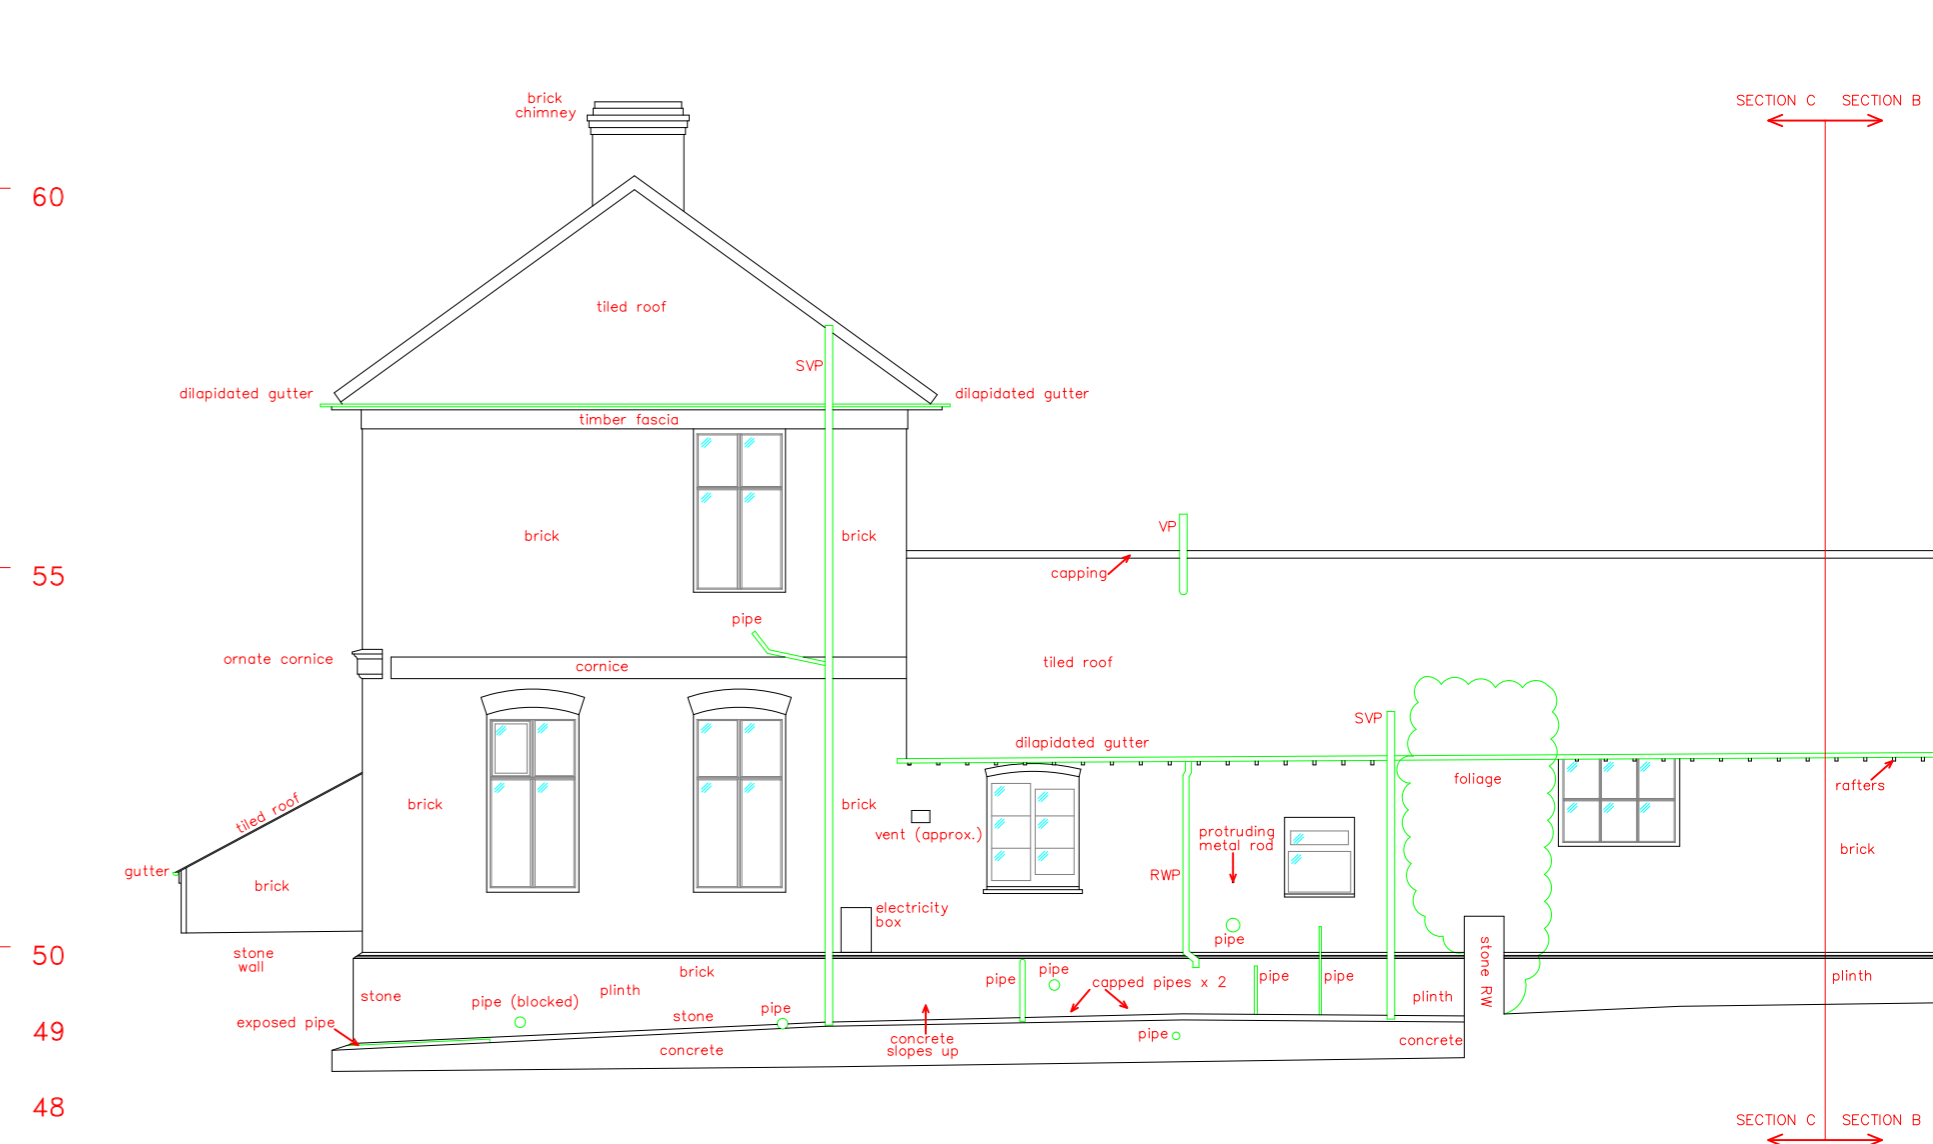 brick
chimney
SECTION C
SECTION B
60
tiled roof
SVP
dilapidated gutter
dilapidated gutter
timber fascia
brick
brick
VP
55
capping
pipe
ornate cornice
cornice
tiled roof
SVP
dilapidated gutter
foliage
rafters
tiled roof
brick
brick
vent (approx.)
protruding
metal rod
brick
gutter
brick
RWP
electricity
box
pipe
50
stone
wall
stone RW
brick
pipe
pipe
capped pipes x 2
pipe
pipe
plinth
stone
plinth
plinth
pipe (blocked)
pipe
stone
exposed pipe
49
concrete
slopes up
pipe
concrete
concrete
48
SECTION C
SECTION B